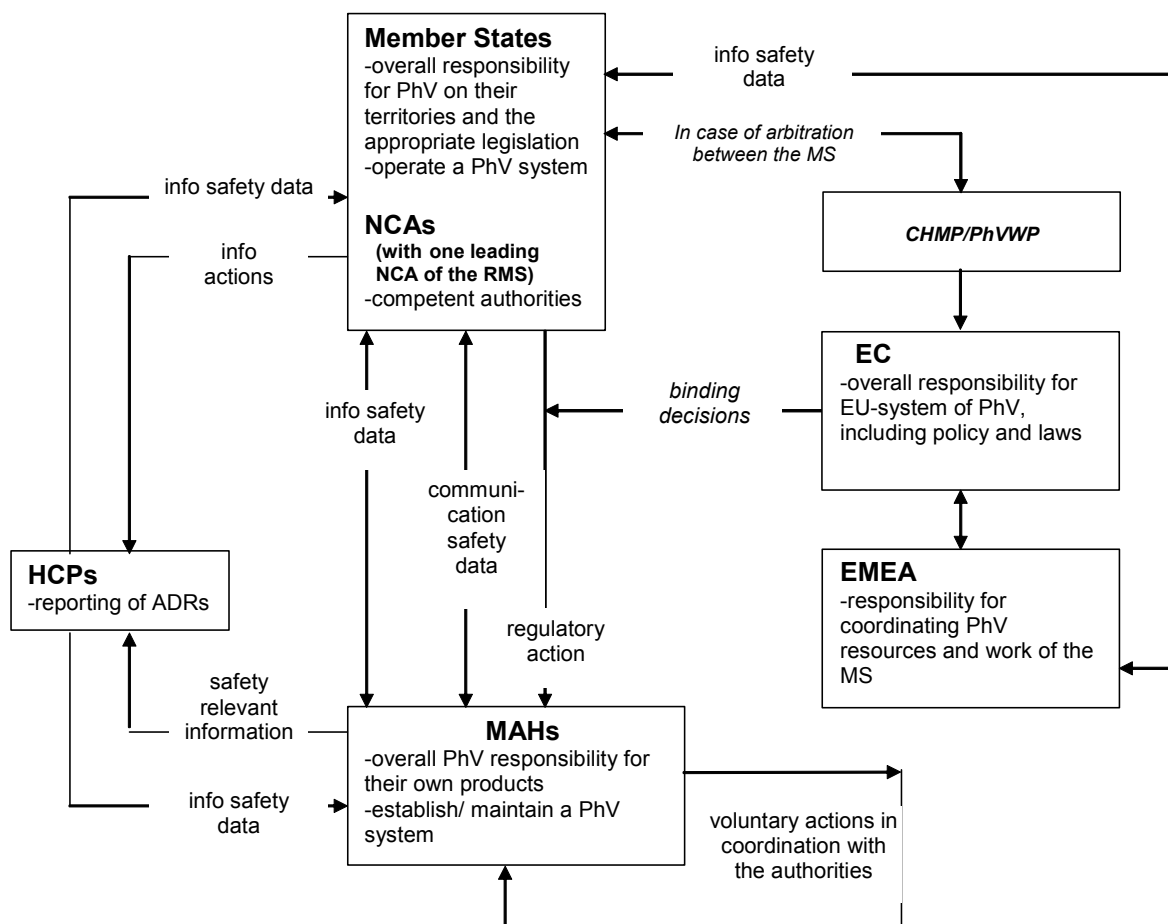 Member States
-overall responsibility
for PhV on their
territories and the
appropriate legislation
-operate a PhV system
NCAs
(with one leading
NCA of the RMS)
-competent authorities
info safety
data
In case of arbitration
between the MS
CHMP/PhVWP
info safety data
info
actions
EC
-overall responsibility for
EU-system of PhV,
including policy and laws
binding
decisions
info safety
data
communi-
cation
safety
data
regulatory
action
HCPs
-reporting of ADRs
EMEA
-responsibility for
coordinating PhV
resources and work of the
MS
safety
relevant
information
info safety
data
MAHs
-overall PhV responsibility for
their own products
-establish/ maintain a PhV
system
voluntary actions in
coordination with
the authorities